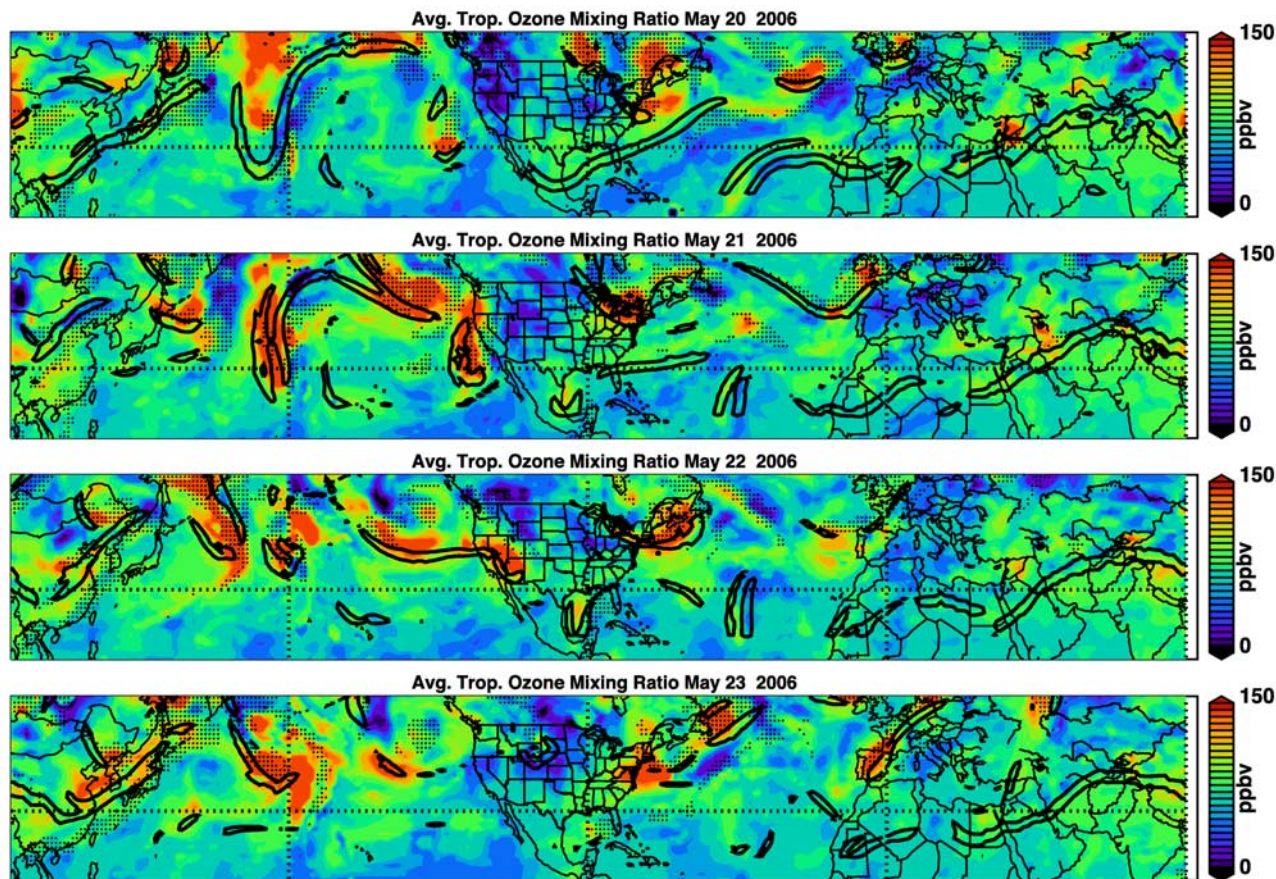 Avg. Trop. Ozone Mixing Ratio May 20 2006
150
ppbv
0
Avg. Trop. Ozone Mixing Ratio May 21 2006
150
ppbv
0
Avg. Trop. Ozone Mixing Ratio May 22 2006
150
ppbv
0
Avg. Trop. Ozone Mixing Ratio May 23 2006
150
ppbv
0